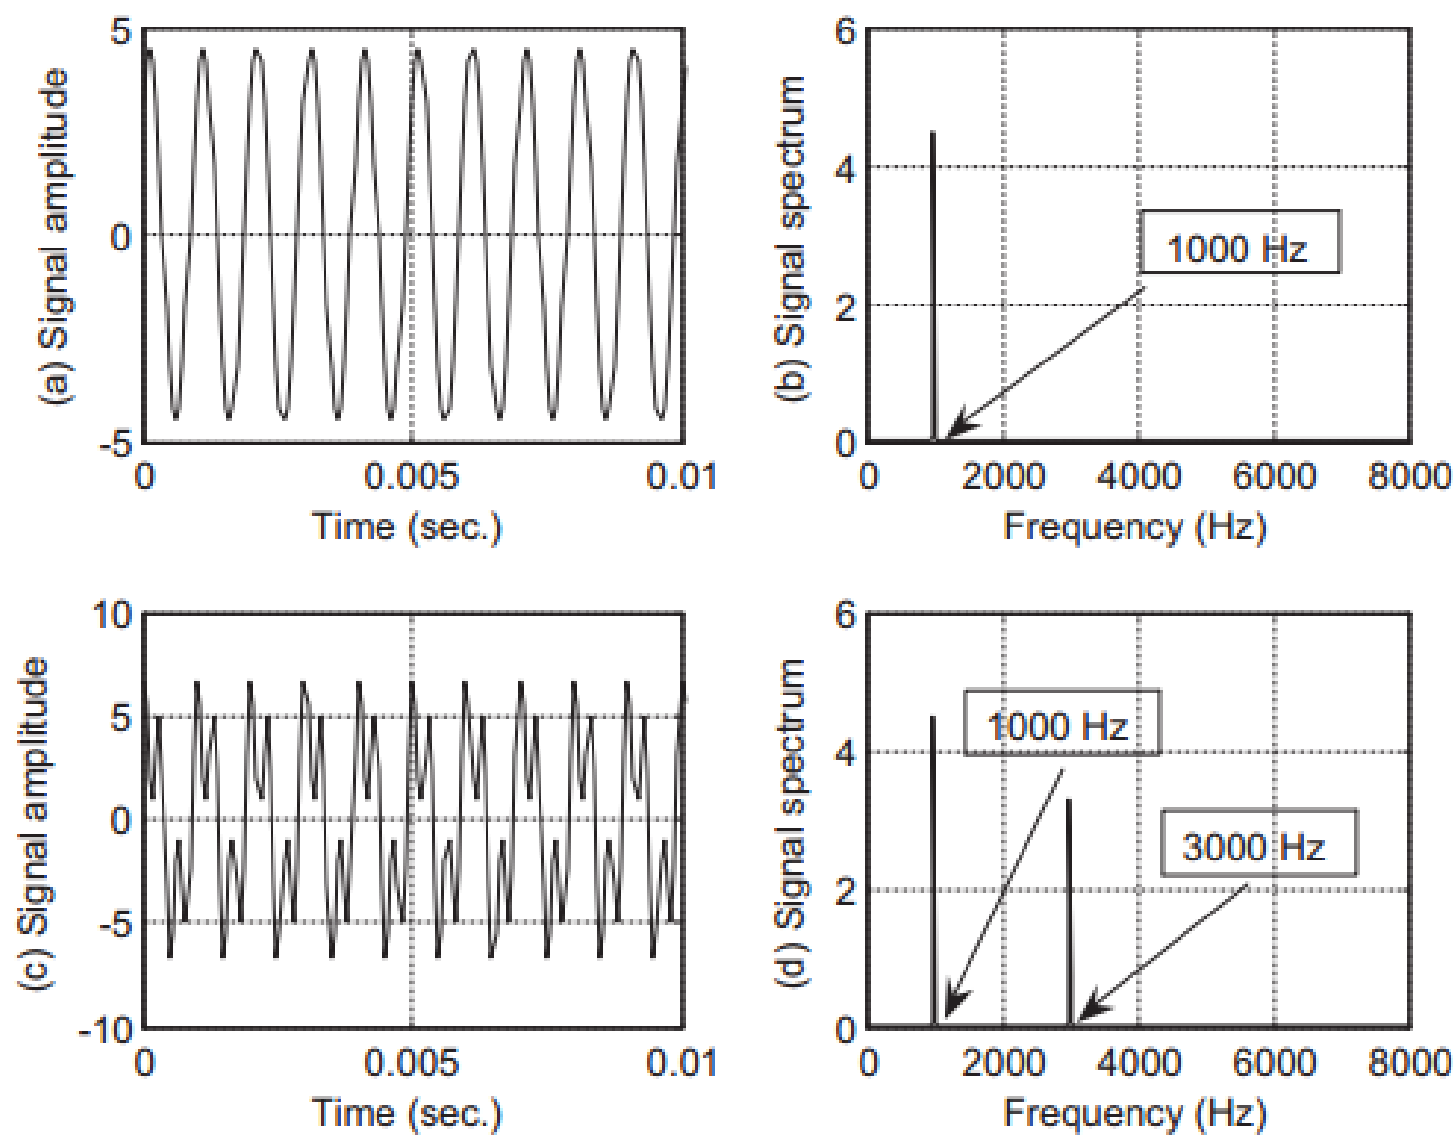 5
0
-5
0 0.005 0.01
Time (sec.)
(a) Signal amplitude
6
4
2
0
0 2000 4000 6000 8000
Frequency (Hz)
(b) Signal spectrum
1000 Hz
10
5
0
-5
-10
0 0.005 0.01
Time (sec.)
(c) Signal amplitude
6
4
2
0
0 2000 4000 6000 8000
Frequency (Hz)
(d) Signal spectrum
1000 Hz
3000 Hz